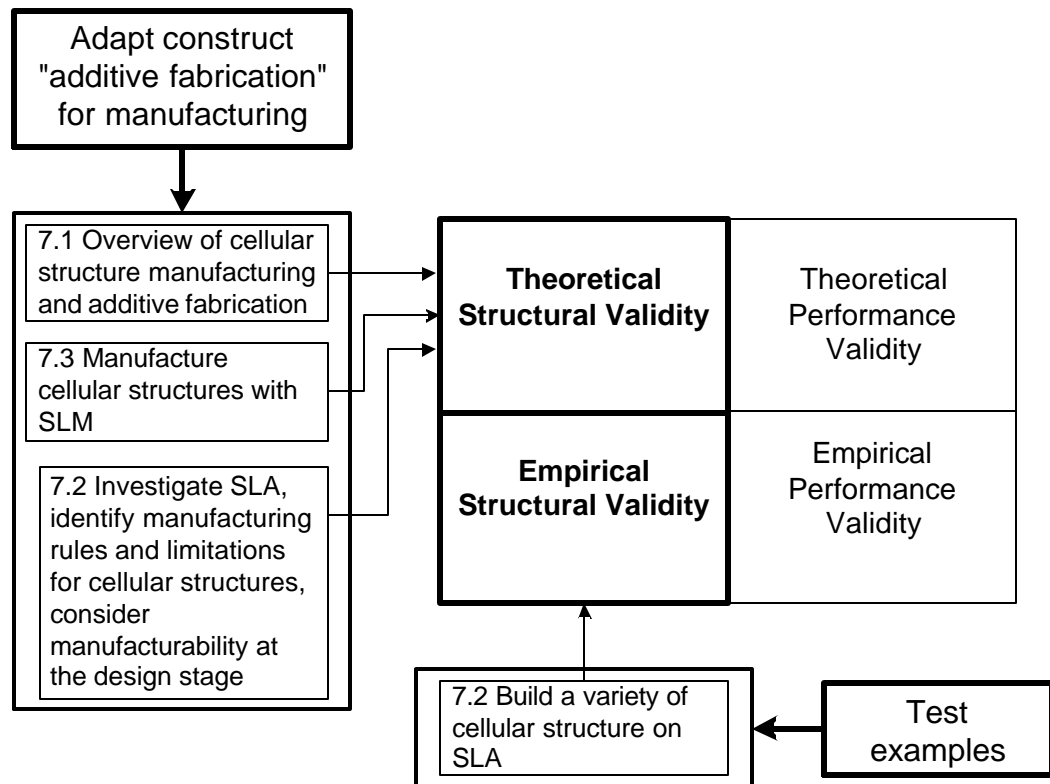 Adapt construct
"additive fabrication"
for manufacturing
7.1 Overview of cellular
structure manufacturing
and additive fabrication
7.3 Manufacture
cellular structures with
SLM
7.2 Investigate SLA,
identify manufacturing
rules and limitations
for cellular structures,
consider
manufacturability at
the design stage
Theoretical
Structural Validity
Theoretical
Performance
Validity
Empirical
Structural Validity
Empirical
Performance
Validity
7.2 Build a variety of
cellular structure on
SLA
Test
examples